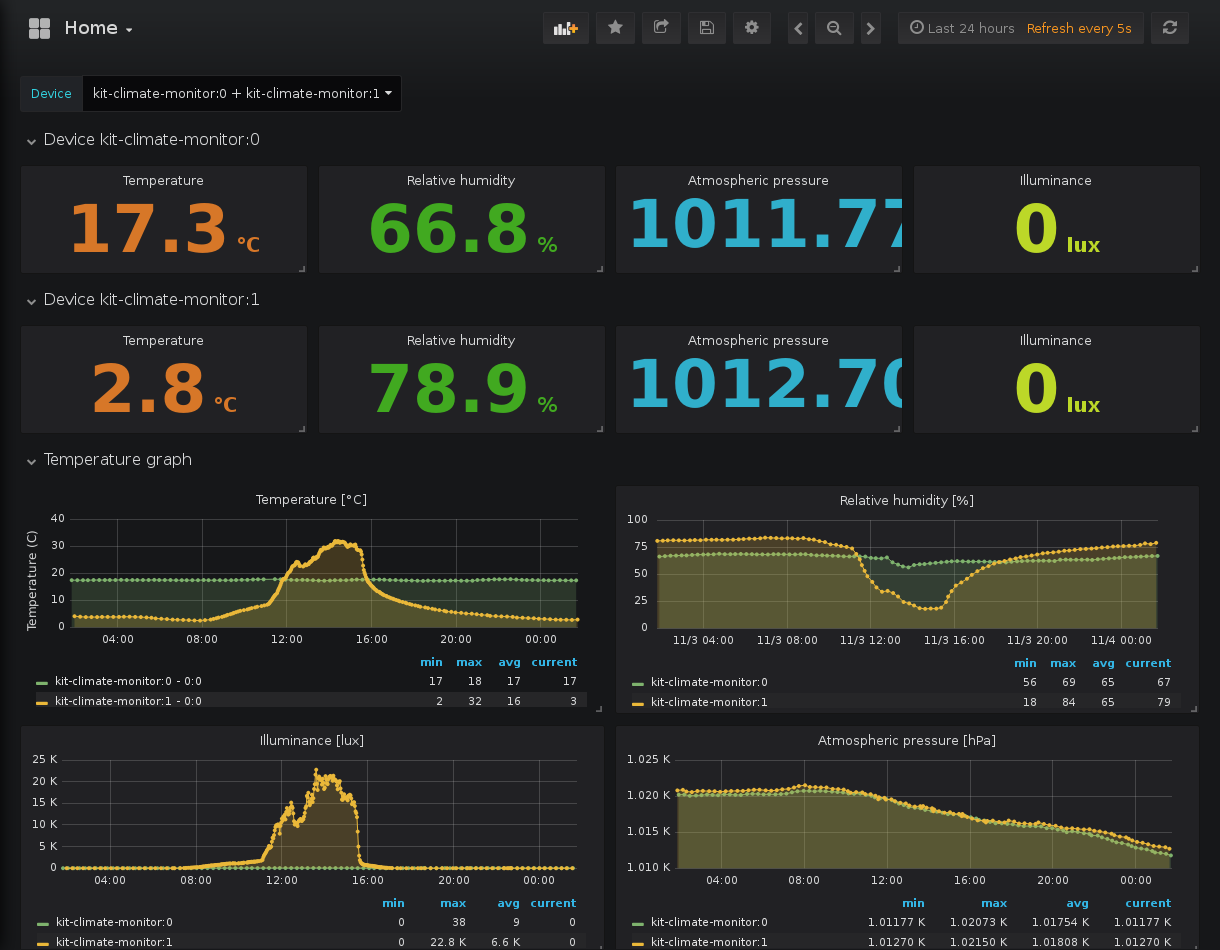 Home
Last 24 hours Refresh every 5s
Device kit-climate-monitor:0 + kit-climate-monitor:1
Device kit-climate-monitor:0
Temperature Relative humidity Atmospheric pressure Illuminance
17.3 °C 66.8 % 1011.77 0 lux
Device kit-climate-monitor:1
Temperature Relative humidity Atmospheric pressure Illuminance
2.8 °C 78.9 % 1012.70 0 lux
Temperature graph
Temperature [°C]
Temperature (C)
40
30
20
10
0
04:00 08:00 12:00 16:00 20:00 00:00
min max avg current
kit-climate-monitor:0 - 0:0 17 18 17 17
kit-climate-monitor:1 - 0:0 2 32 16 3
Relative humidity [%]
100
75
50
25
0
11/3 04:00 11/3 08:00 11/3 12:00 11/3 16:00 11/3 20:00 11/4 00:00
min max avg current
kit-climate-monitor:0 56 69 65 67
kit-climate-monitor:1 18 84 65 79
Illuminance [lux]
25 K
20 K
15 K
10 K
5 K
0
04:00 08:00 12:00 16:00 20:00 00:00
min max avg current
kit-climate-monitor:0 0 38 9 0
kit-climate-monitor:1 0 22.8 K 6.6 K 0
Atmospheric pressure [hPa]
1.025 K
1.020 K
1.015 K
1.010 K
04:00 08:00 12:00 16:00 20:00 00:00
min max avg current
kit-climate-monitor:0 1.01177 K 1.02073 K 1.01754 K 1.01177 K
kit-climate-monitor:1 1.01270 K 1.02150 K 1.01808 K 1.01270 K